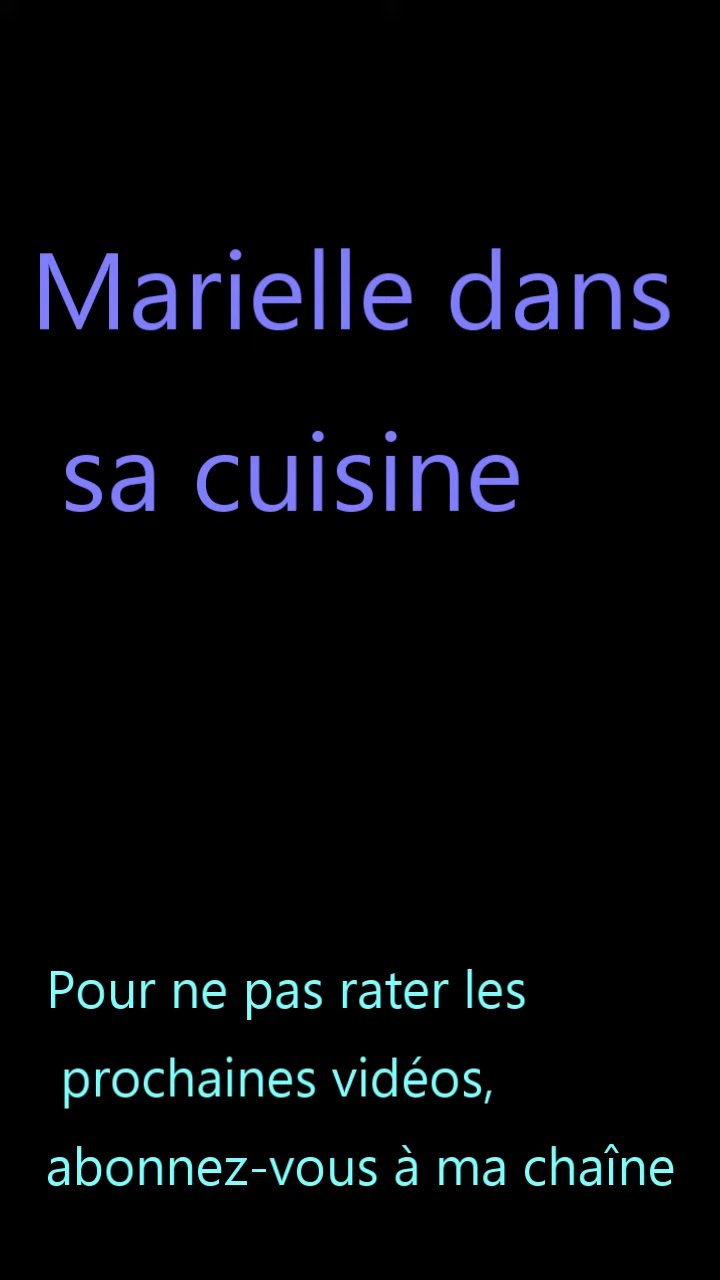 Marielle dans
sa cuisine
Pour ne pas rater les
prochaines vidéos,
abonnez-vous à ma chaîne